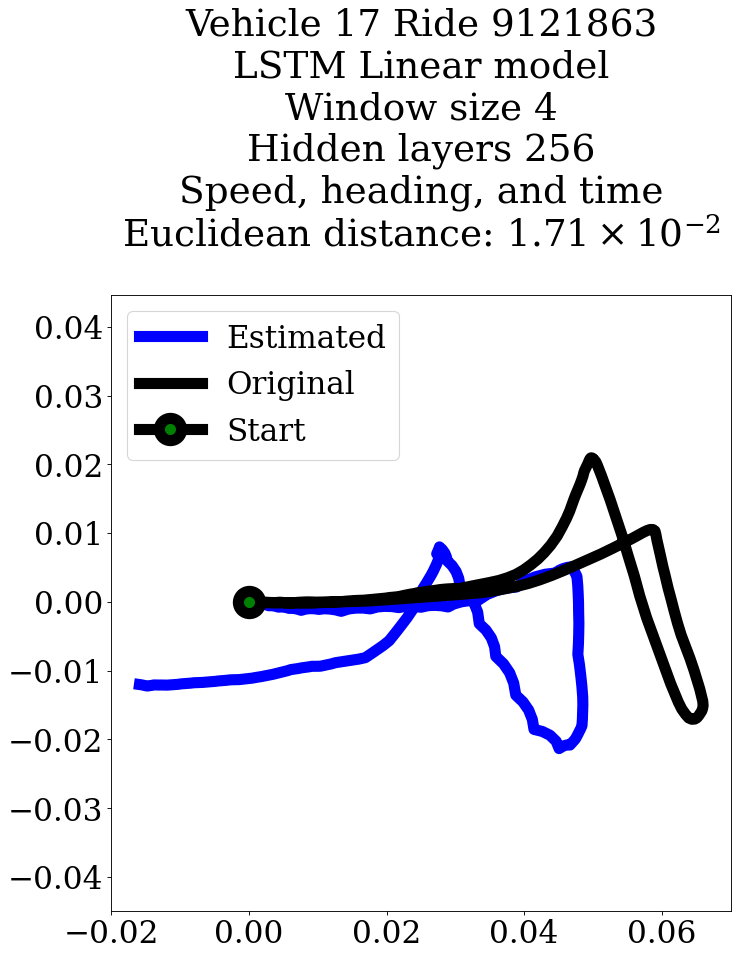 Vehicle 17 Ride 9121863
LSTM Linear model
Window size 4
Hidden layers 256
Speed, heading, and time
Euclidean distance: 1.71 × 10⁻²
Estimated
Original
Start
0.04
0.03
0.02
0.01
0.00
−0.01
−0.02
−0.03
−0.04
−0.02 0.00 0.02 0.04 0.06